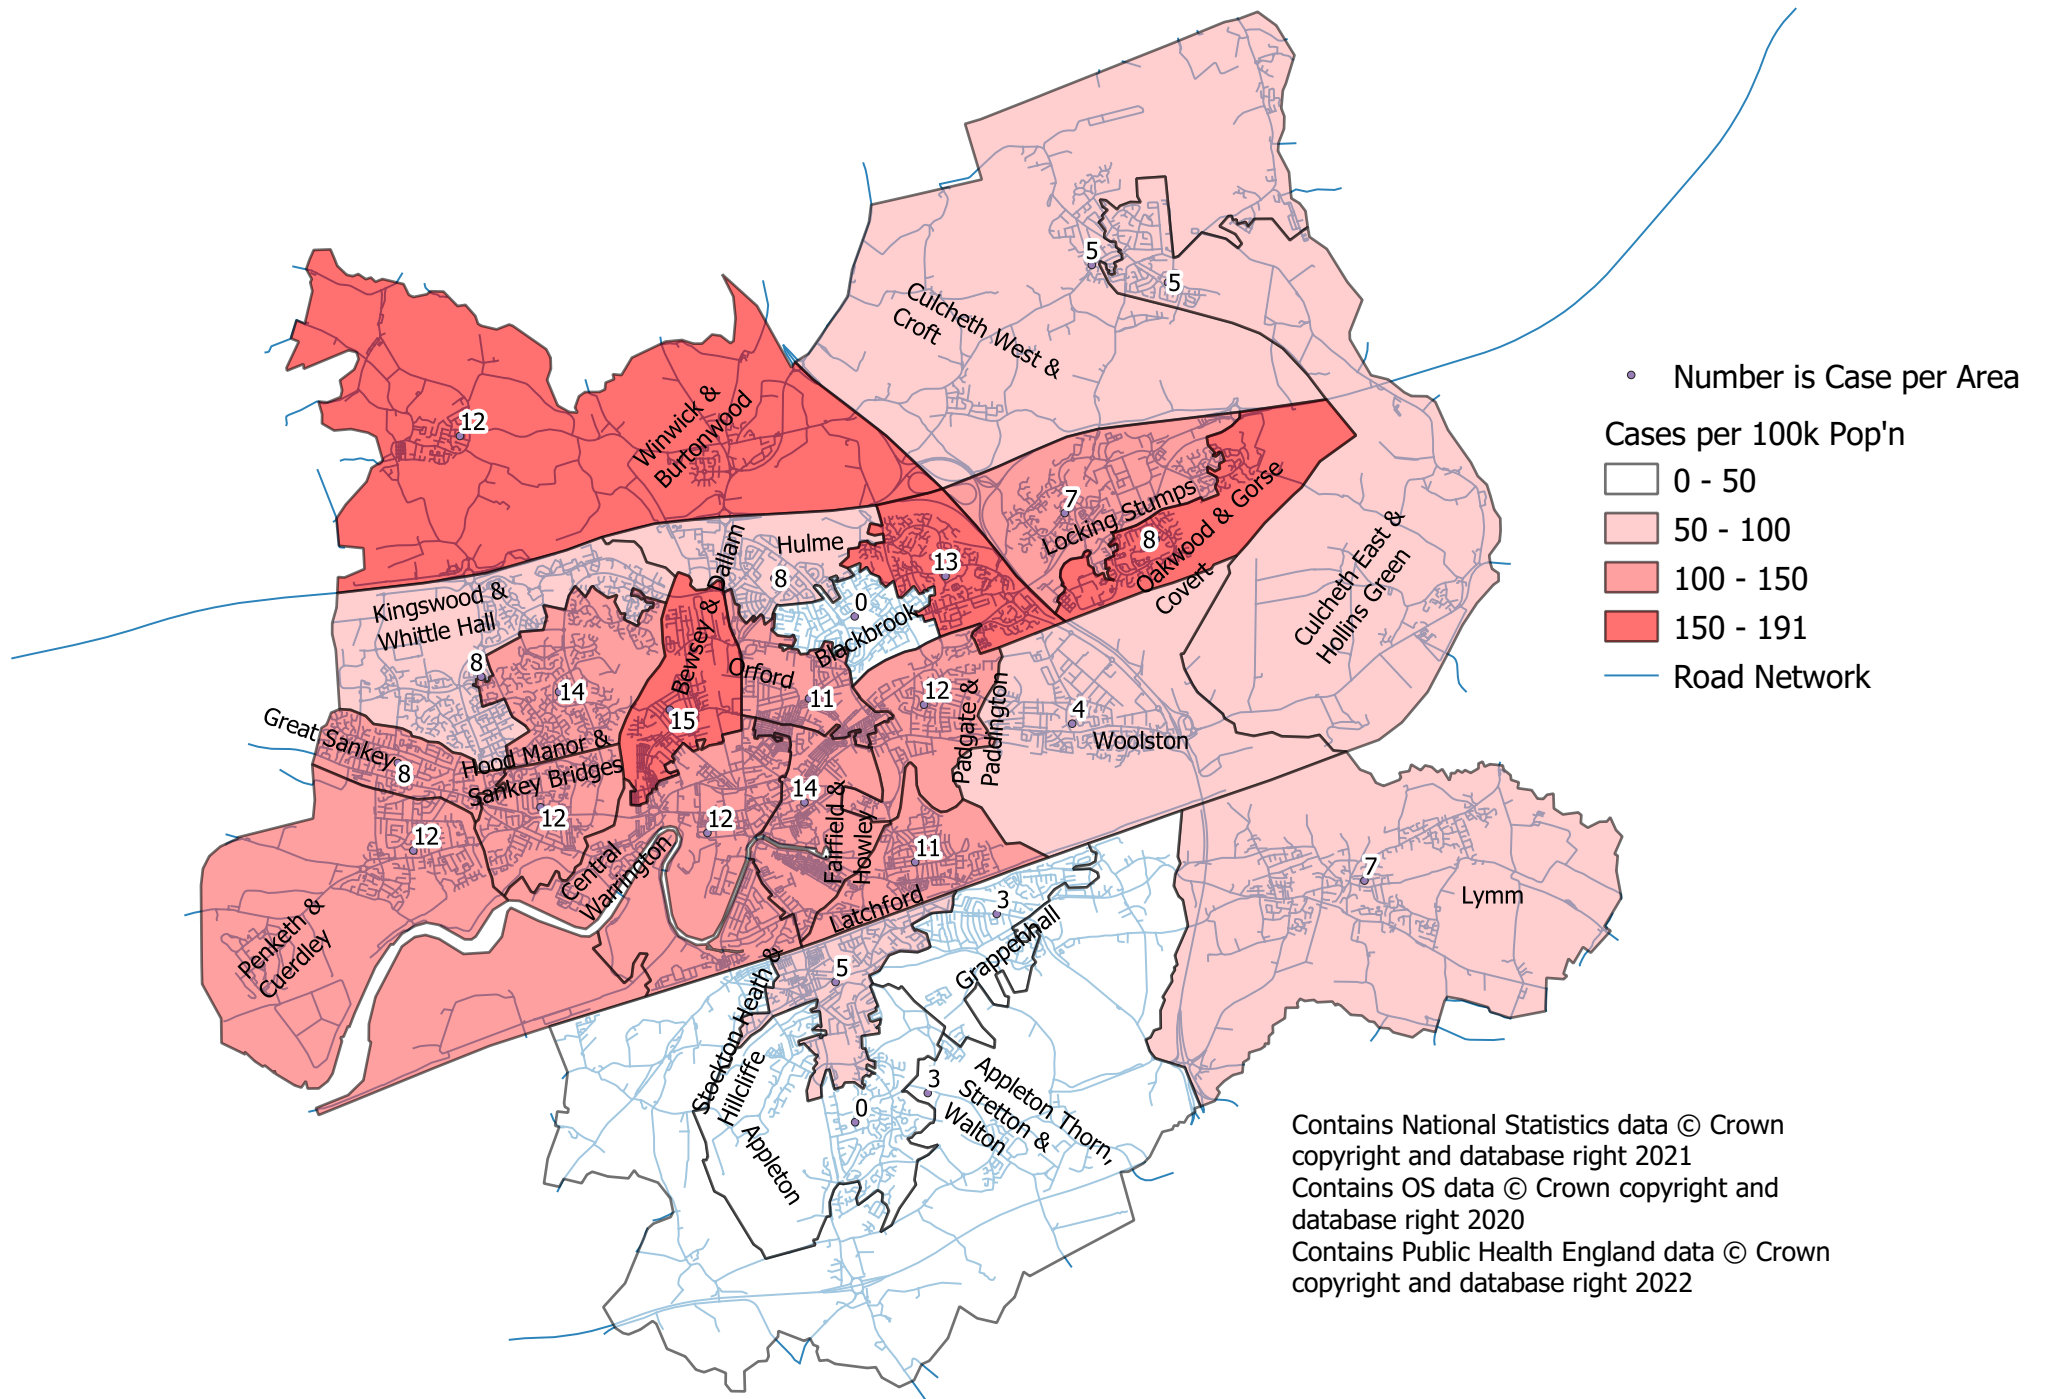 5
5
Culcheth West &
Croft
12
Winwick &
Burtonwood
7
Locking Stumps
8
Oakwood & Gorse
Covert
Culcheth East &
Hollins Green
Hulme
8
13
0
Blackbrook
Kingswood &
Whittle Hall
8
14
Bewsey & Dallam
15
Orford
11
12
Padgate &
Paddington
4
Woolston
Great Sankey
8
Hood Manor &
Sankey Bridges
12
12
Penketh &
Cuerdley
12
Central
Warrington
14
Fairfield &
Howley
11
Latchford
3
Grappenhall
7
Lymm
5
Stockton Heath &
Hillcliffe
0
Appleton
3
Appleton Thorn,
Stretton &
Walton
Number is Case per Area
Cases per 100k Pop'n
0 - 50
50 - 100
100 - 150
150 - 191
Road Network
Contains National Statistics data © Crown
copyright and database right 2021
Contains OS data © Crown copyright and
database right 2020
Contains Public Health England data © Crown
copyright and database right 2022